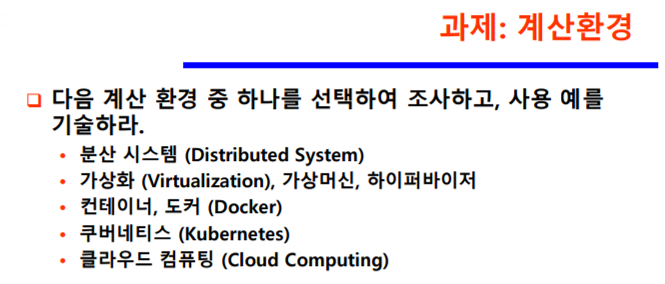 과제: 계산환경
❑ 다음 계산 환경 중 하나를 선택하여 조사하고, 사용 예를
기술하라.
• 분산 시스템 (Distributed System)
• 가상화 (Virtualization), 가상머신, 하이퍼바이저
• 컨테이너, 도커 (Docker)
• 쿠버네티스 (Kubernetes)
• 클라우드 컴퓨팅 (Cloud Computing)